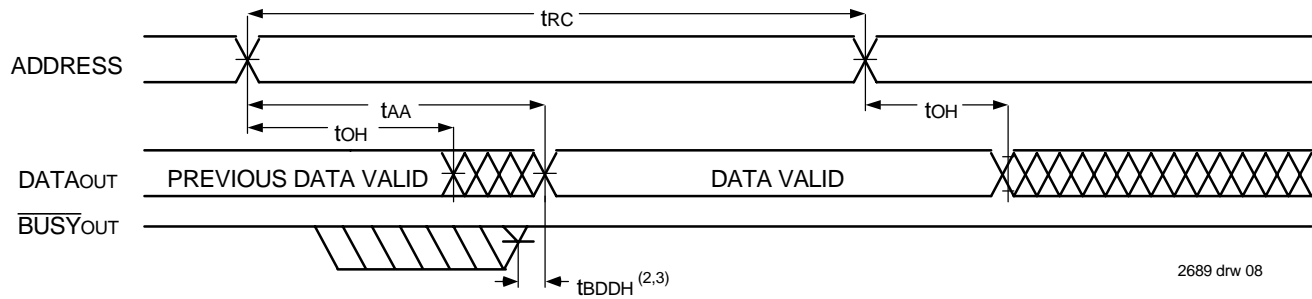 tRC
ADDRESS
tAA
tOH
tOH
DATAOUT
PREVIOUS DATA VALID
DATA VALID
BUSYOUT
tBDDH (2,3)
2689 drw 08